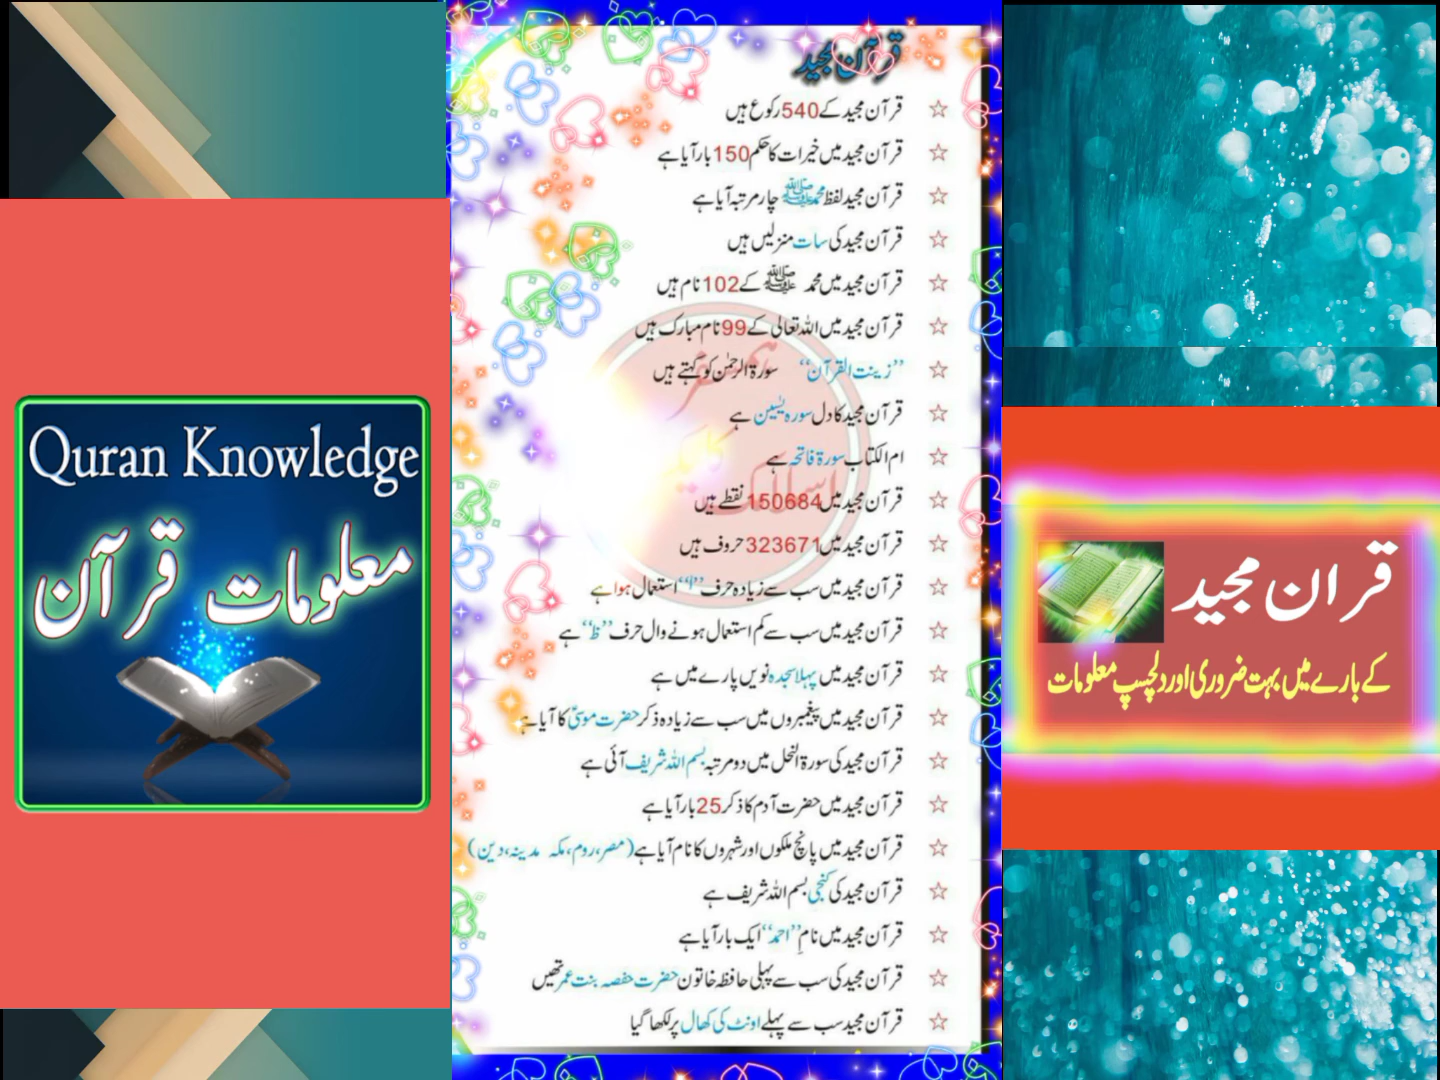 Quran Knowledge
معلومات قرآن
قرآن مجید
قرآن مجید کے 540 رکوع ہیں
قرآن مجید میں خیرات کا حکم 150 بار آیا ہے
قرآن مجید لفظ محمد ﷺ چار مرتبہ آیا ہے
قرآن مجید کی سات منزلیں ہیں
قرآن مجید میں محمد ﷺ کے 102 نام ہیں
قرآن مجید میں اللہ تعالی کے 99 نام مبارک ہیں
”زینت القرآن“ سورۃ الرحمٰن کو کہتے ہیں
قرآن مجید کا دل سورہ یٰسین ہے
ام الکتاب سورۃ فاتحہ ہے
قرآن مجید میں 150684 نقطے ہیں
قرآن مجید میں 323671 حروف ہیں
قرآن مجید میں سب سے زیادہ حرف ”ا“ استعمال ہوا ہے
قرآن مجید میں سب سے کم استعمال ہونے وال حرف ”ظ“ ہے
قرآن مجید میں پہلا سجدہ نویں پارے میں ہے
قرآن مجید میں پیغمبروں میں سب سے زیادہ ذکر حضرت موسیٰؑ کا آیا ہے
قرآن مجید کی سورۃ النحل میں دو مرتبہ بسم اللہ شریف آئی ہے
قرآن مجید میں حضرت آدم کا ذکر 25 بار آیا ہے
قرآن مجید میں پانچ ملکوں اور شہروں کا نام آیا ہے (مصر، روم، مکہ مدینہ، دین)
قرآن مجید کی کنجی بسم اللہ شریف ہے
قرآن مجید میں نام ”احمد“ ایک بار آیا ہے
قرآن مجید کی سب سے پہلی حافظہ خاتون حضرت حفصہ بنت عمر تھیں
قرآن مجید سب سے پہلے اونٹ کی کھال پر لکھا گیا
قران مجید
کے بارے میں بہت ضروری اور دلچسپ معلومات